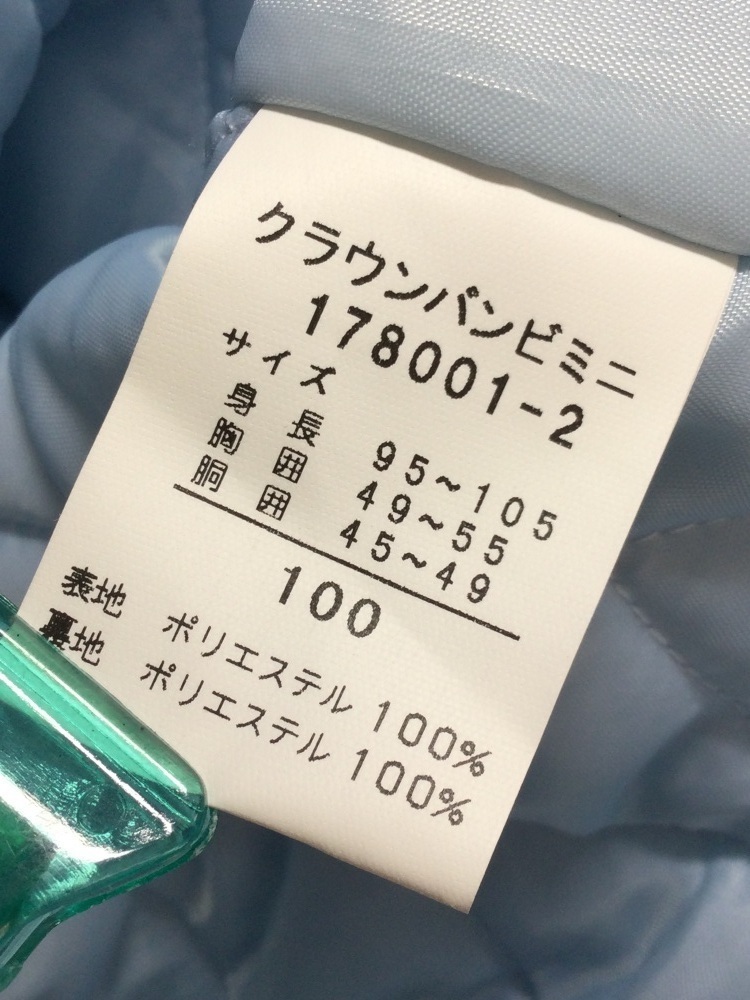 クラウンバンビミニ
178001-2
サイズ
身長 95~105
胸囲 49~55
胴囲 45~49
100
表地 ポリエステル 100%
裏地 ポリエステル 100%